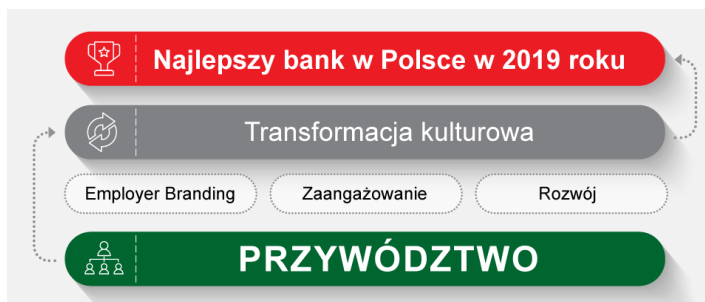 Najlepszy bank w Polsce w 2019 roku
Transformacja kulturowa
Employer Branding
Zaangażowanie
Rozwój
PRZYWÓDZTWO